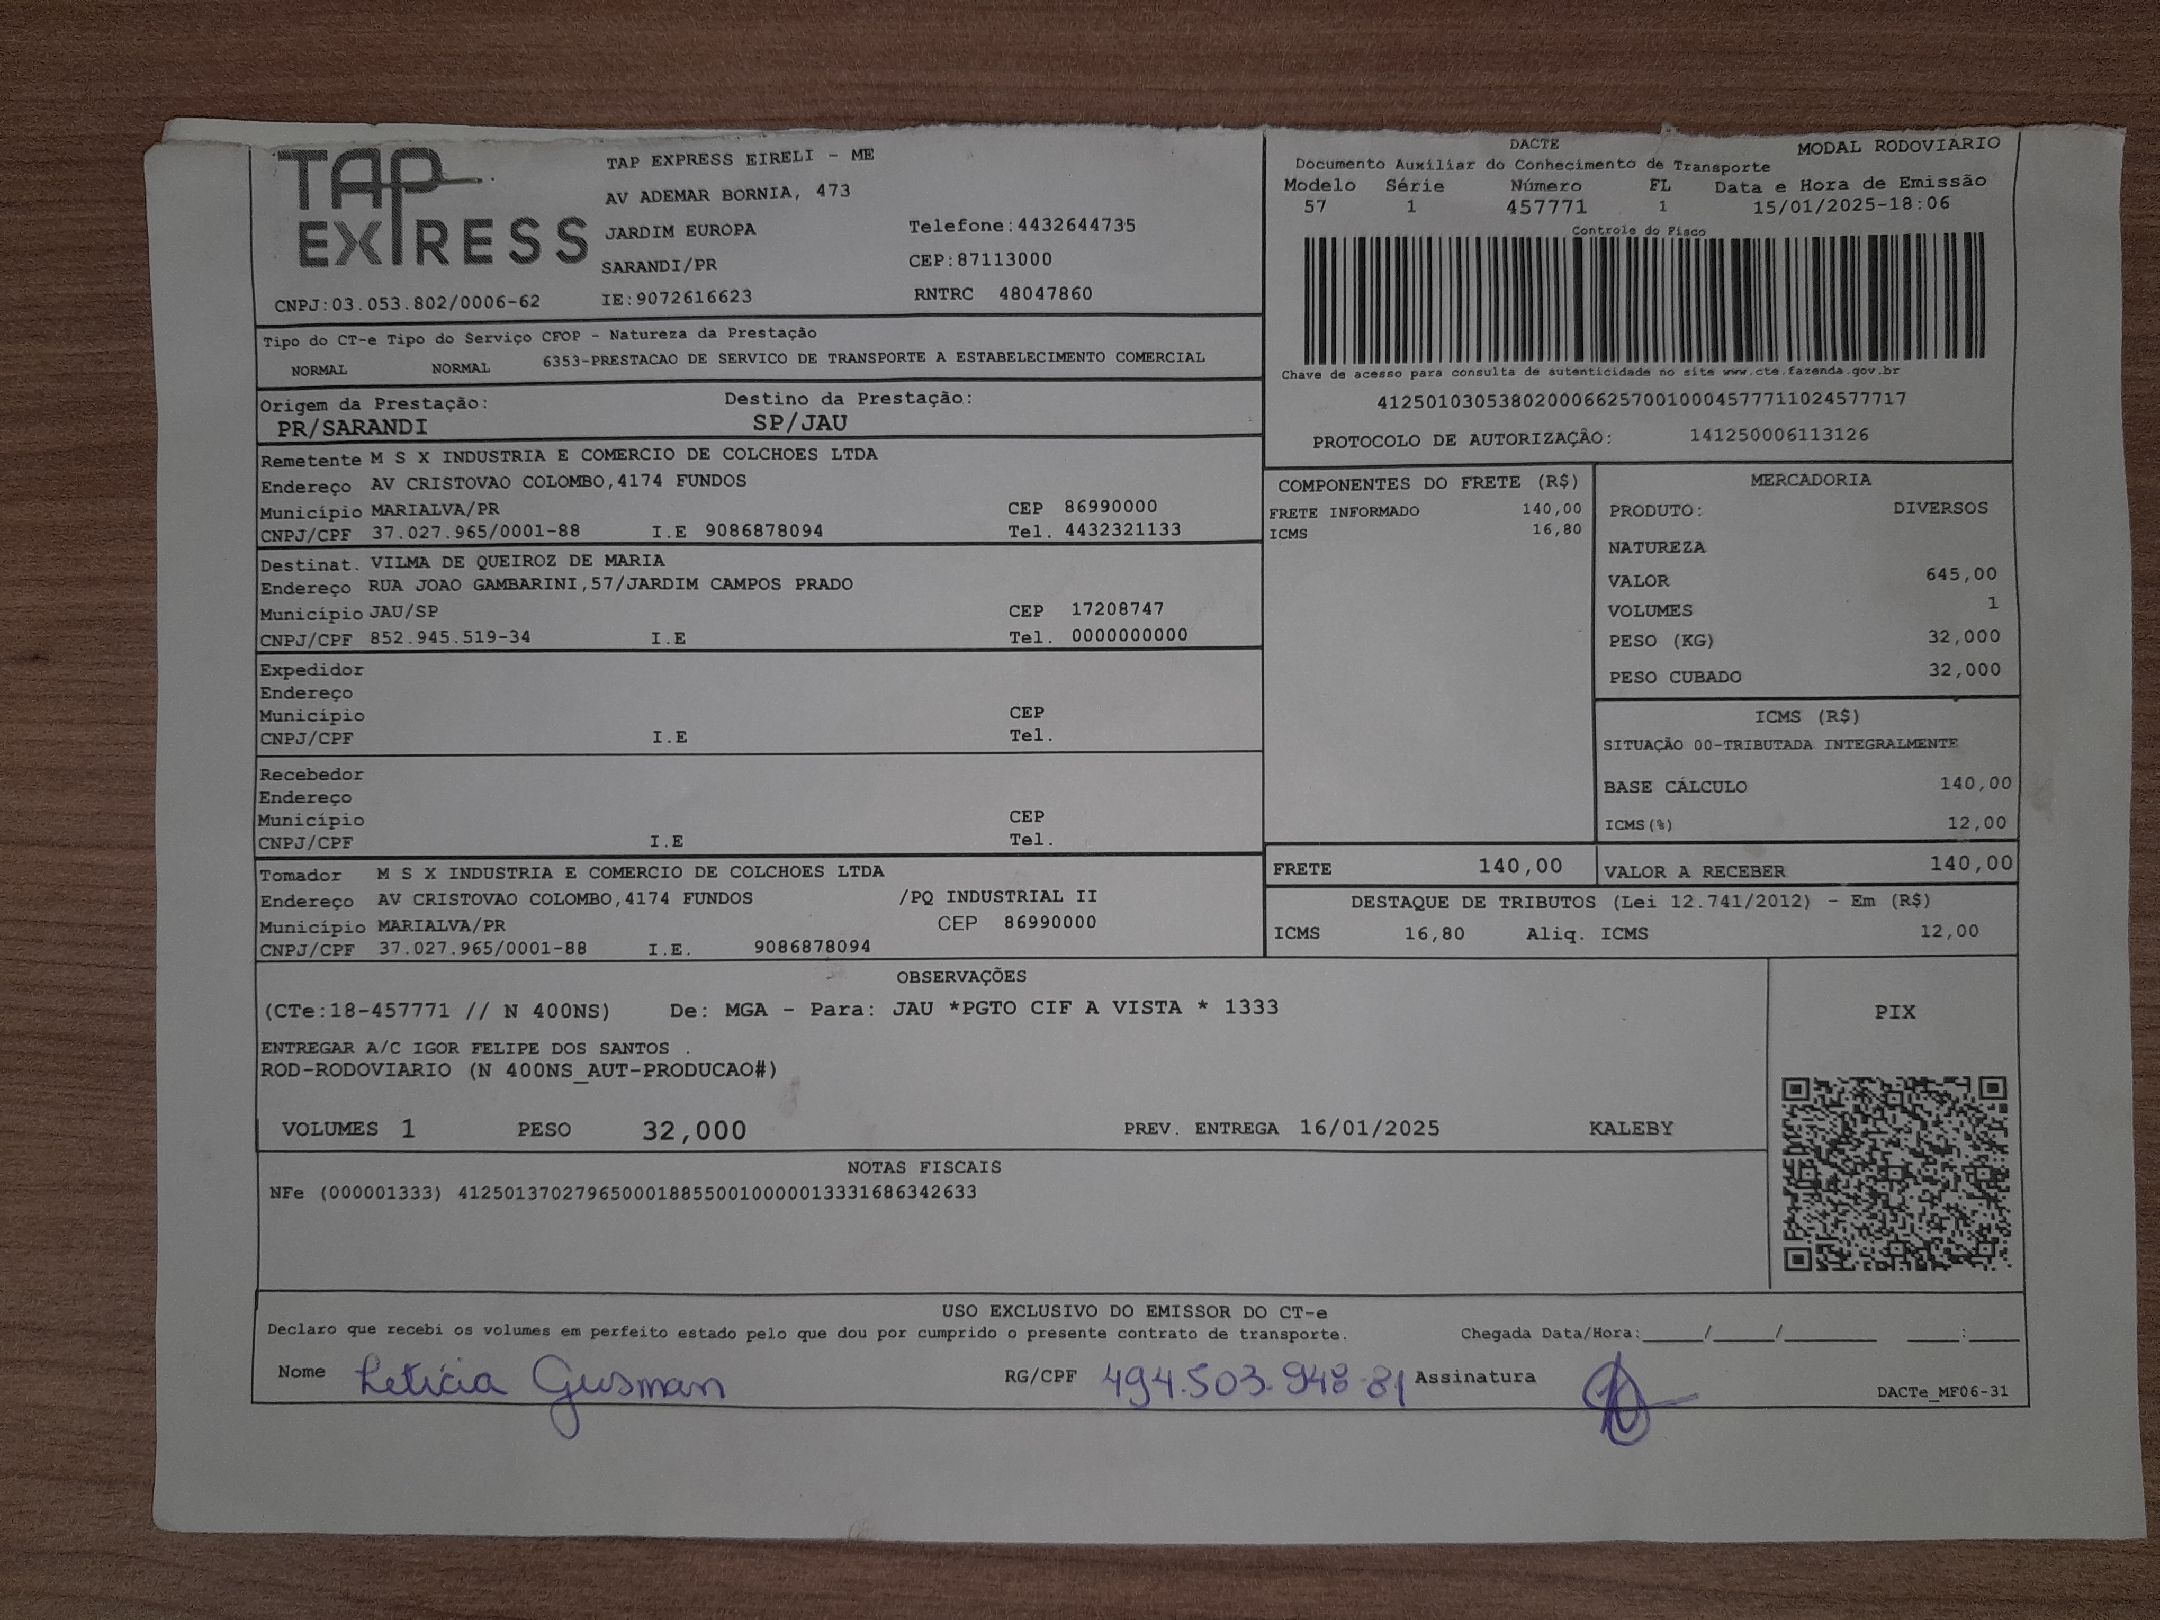 TAP EXPRESS
TAP EXPRESS EIRELI - ME
AV ADEMAR BORNIA, 473
JARDIM EUROPA Telefone:4432644735
SARANDI/PR CEP:87113000
CNPJ:03.053.802/0006-62 IE:9072616623 RNTRC 48047860
DACTE MODAL RODOVIARIO
Documento Auxiliar do Conhecimento de Transporte
Modelo Série Número FL Data e Hora de Emissão
57 1 457771 1 15/01/2025-18:06
Controle do Fisco
Chave de acesso para consulta de autenticidade no site www.cte.fazenda.gov.br
41250103053802000662570010004577711024577717
PROTOCOLO DE AUTORIZAÇÃO: 141250006113126
Tipo do CT-e Tipo do Serviço CFOP - Natureza da Prestação
NORMAL NORMAL 6353-PRESTACAO DE SERVICO DE TRANSPORTE A ESTABELECIMENTO COMERCIAL
Origem da Prestação: Destino da Prestação:
PR/SARANDI SP/JAU
Remetente M S X INDUSTRIA E COMERCIO DE COLCHOES LTDA
Endereço AV CRISTOVAO COLOMBO,4174 FUNDOS
Município MARIALVA/PR CEP 86990000
CNPJ/CPF 37.027.965/0001-88 I.E 9086878094 Tel. 4432321133
Destinat. VILMA DE QUEIROZ DE MARIA
Endereço RUA JOAO GAMBARINI,57/JARDIM CAMPOS PRADO
Município JAU/SP CEP 17208747
CNPJ/CPF 852.945.519-34 I.E Tel. 0000000000
Expedidor
Endereço
Município CEP
CNPJ/CPF I.E Tel.
Recebedor
Endereço
Município CEP
CNPJ/CPF I.E Tel.
Tomador M S X INDUSTRIA E COMERCIO DE COLCHOES LTDA
Endereço AV CRISTOVAO COLOMBO,4174 FUNDOS /PQ INDUSTRIAL II
Município MARIALVA/PR CEP 86990000
CNPJ/CPF 37.027.965/0001-88 I.E. 9086878094
COMPONENTES DO FRETE (R$)
FRETE INFORMADO 140,00
ICMS 16,80
MERCADORIA
PRODUTO: DIVERSOS
NATUREZA
VALOR 645,00
VOLUMES 1
PESO (KG) 32,000
PESO CUBADO 32,000
ICMS (R$)
SITUAÇÃO 00-TRIBUTADA INTEGRALMENTE
BASE CÁLCULO 140,00
ICMS(%) 12,00
FRETE 140,00 VALOR A RECEBER 140,00
DESTAQUE DE TRIBUTOS (Lei 12.741/2012) - Em (R$)
ICMS 16,80 Aliq. ICMS 12,00
OBSERVAÇÕES
(CTe:18-457771 // N 400NS) De: MGA - Para: JAU *PGTO CIF A VISTA * 1333
ENTREGAR A/C IGOR FELIPE DOS SANTOS .
ROD-RODOVIARIO (N 400NS_AUT-PRODUCAO#)
VOLUMES 1 PESO 32,000 PREV. ENTREGA 16/01/2025 KALEBY
PIX
NOTAS FISCAIS
NFe (000001333) 41250137027965000188550010000013331686342633
USO EXCLUSIVO DO EMISSOR DO CT-e
Declaro que recebi os volumes em perfeito estado pelo que dou por cumprido o presente contrato de transporte. Chegada Data/Hora:_____/_____/_______ ____:____
Nome Letícia Gusman RG/CPF 494.503.948-81 Assinatura
DACTe_MF06-31